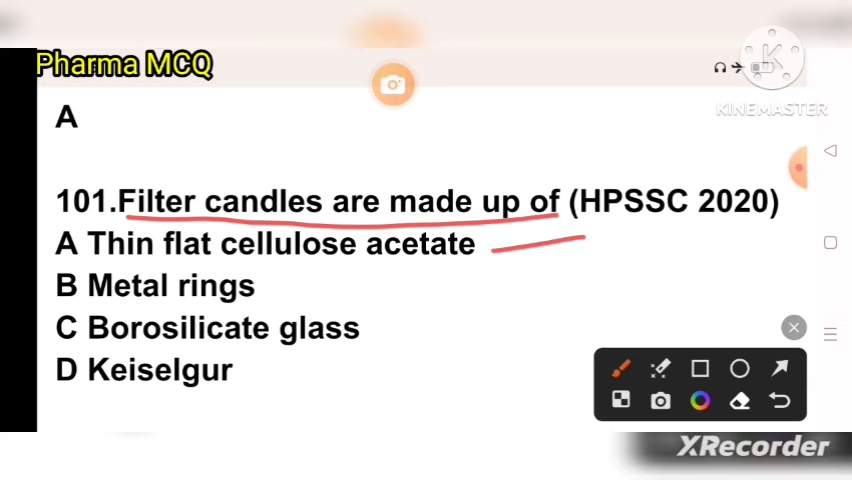 Pharma MCQ
KINEMASTER
A
101.Filter candles are made up of (HPSSC 2020)
A Thin flat cellulose acetate
B Metal rings
C Borosilicate glass
D Keiselgur
XRecorder